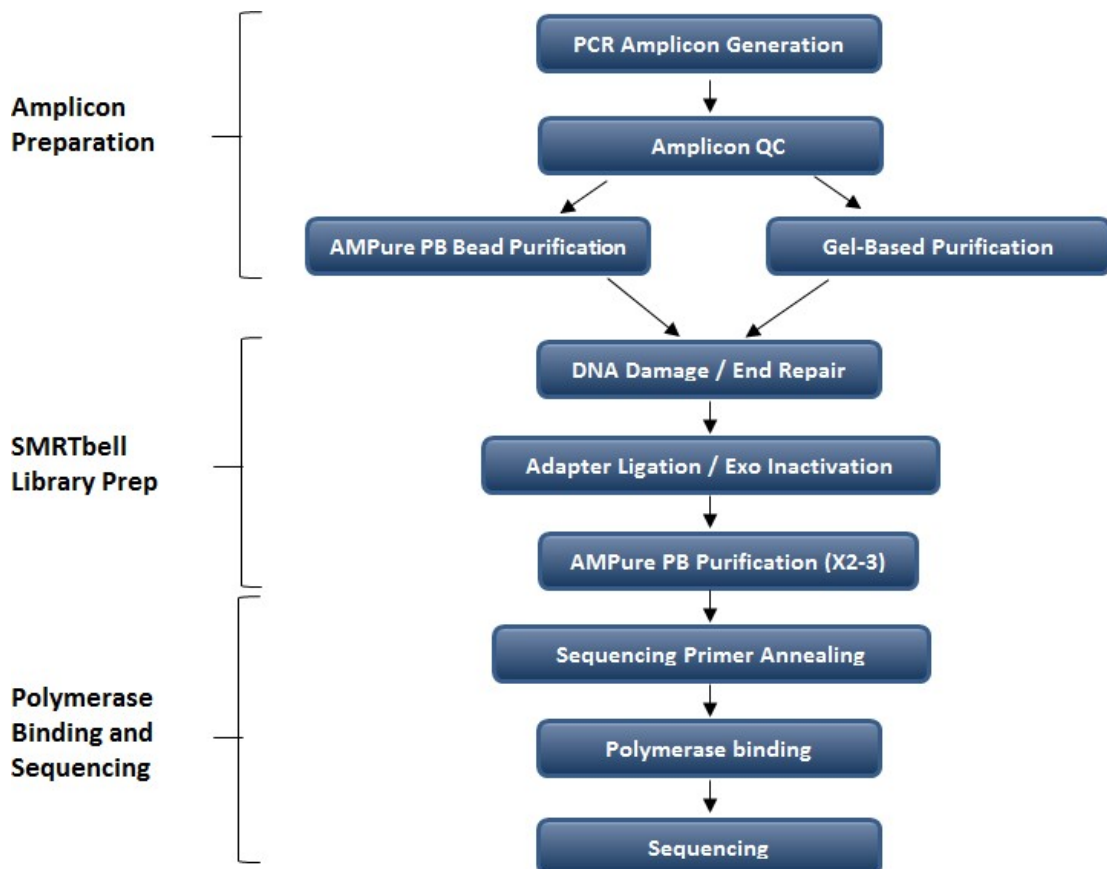 PCR Amplicon Generation
Amplicon
Preparation
Amplicon QC
AMPure PB Bead Purification
Gel-Based Purification
DNA Damage / End Repair
SMRTbell
Library Prep
Adapter Ligation / Exo Inactivation
AMPure PB Purification (X2-3)
Sequencing Primer Annealing
Polymerase
Binding and
Sequencing
Polymerase binding
Sequencing